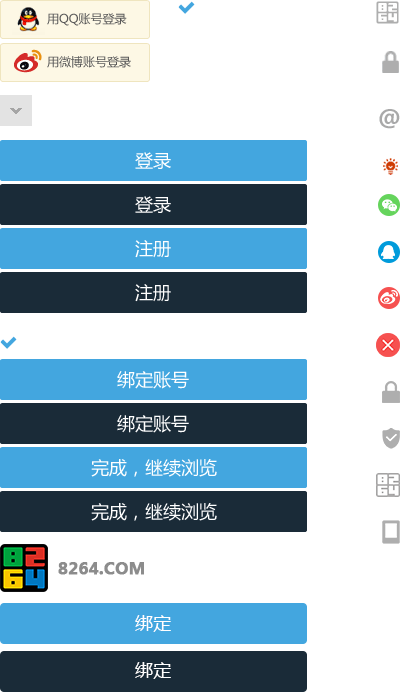 用QQ账号登录
用微博账号登录
@
登录
登录
注册
注册
绑定账号
绑定账号
完成，继续浏览
完成，继续浏览
8264
8264.COM
绑定
绑定